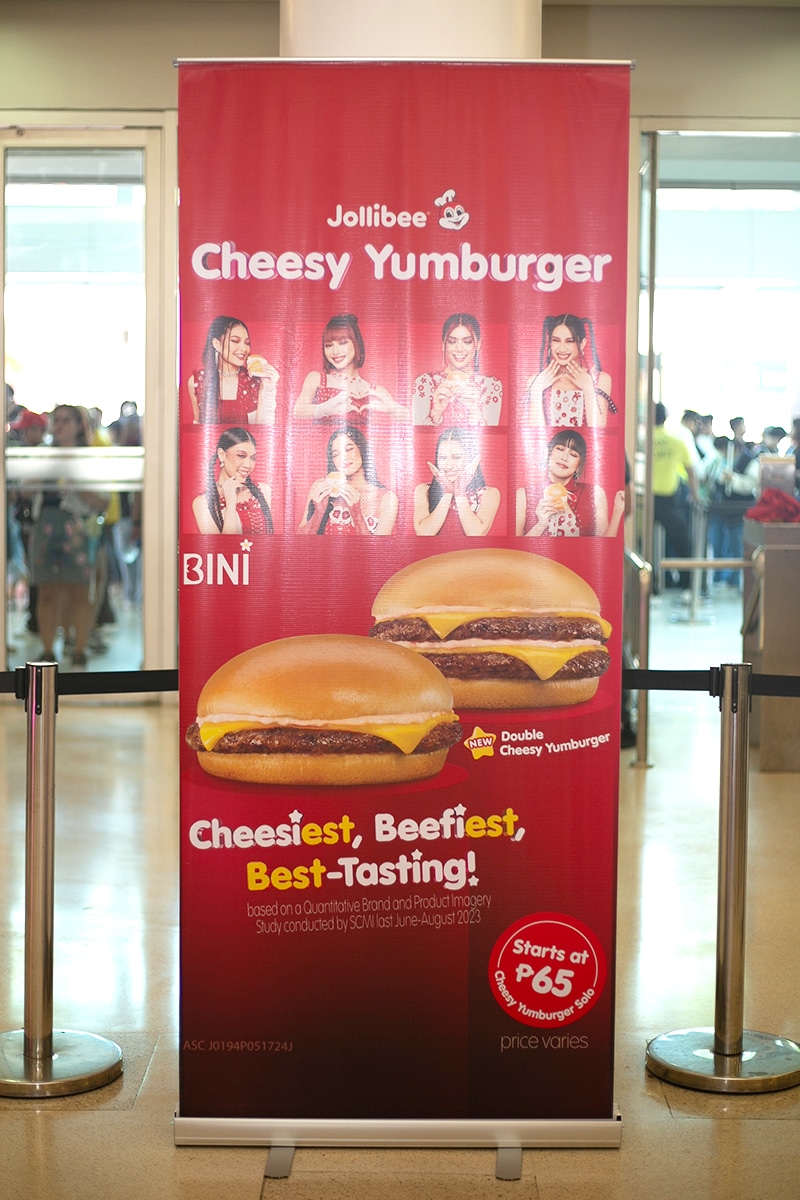 Jollibee
Cheesy Yumburger
BINI
NEW
Double
Cheesy Yumburger
Cheesiest, Beefiest,
Best-Tasting!
based on a Quantitative Brand and Product Imagery
Study conducted by SCMI last June-August 2023
Starts at
₱65
Cheesy Yumburger Solo
price varies
ASC J0194P051724J